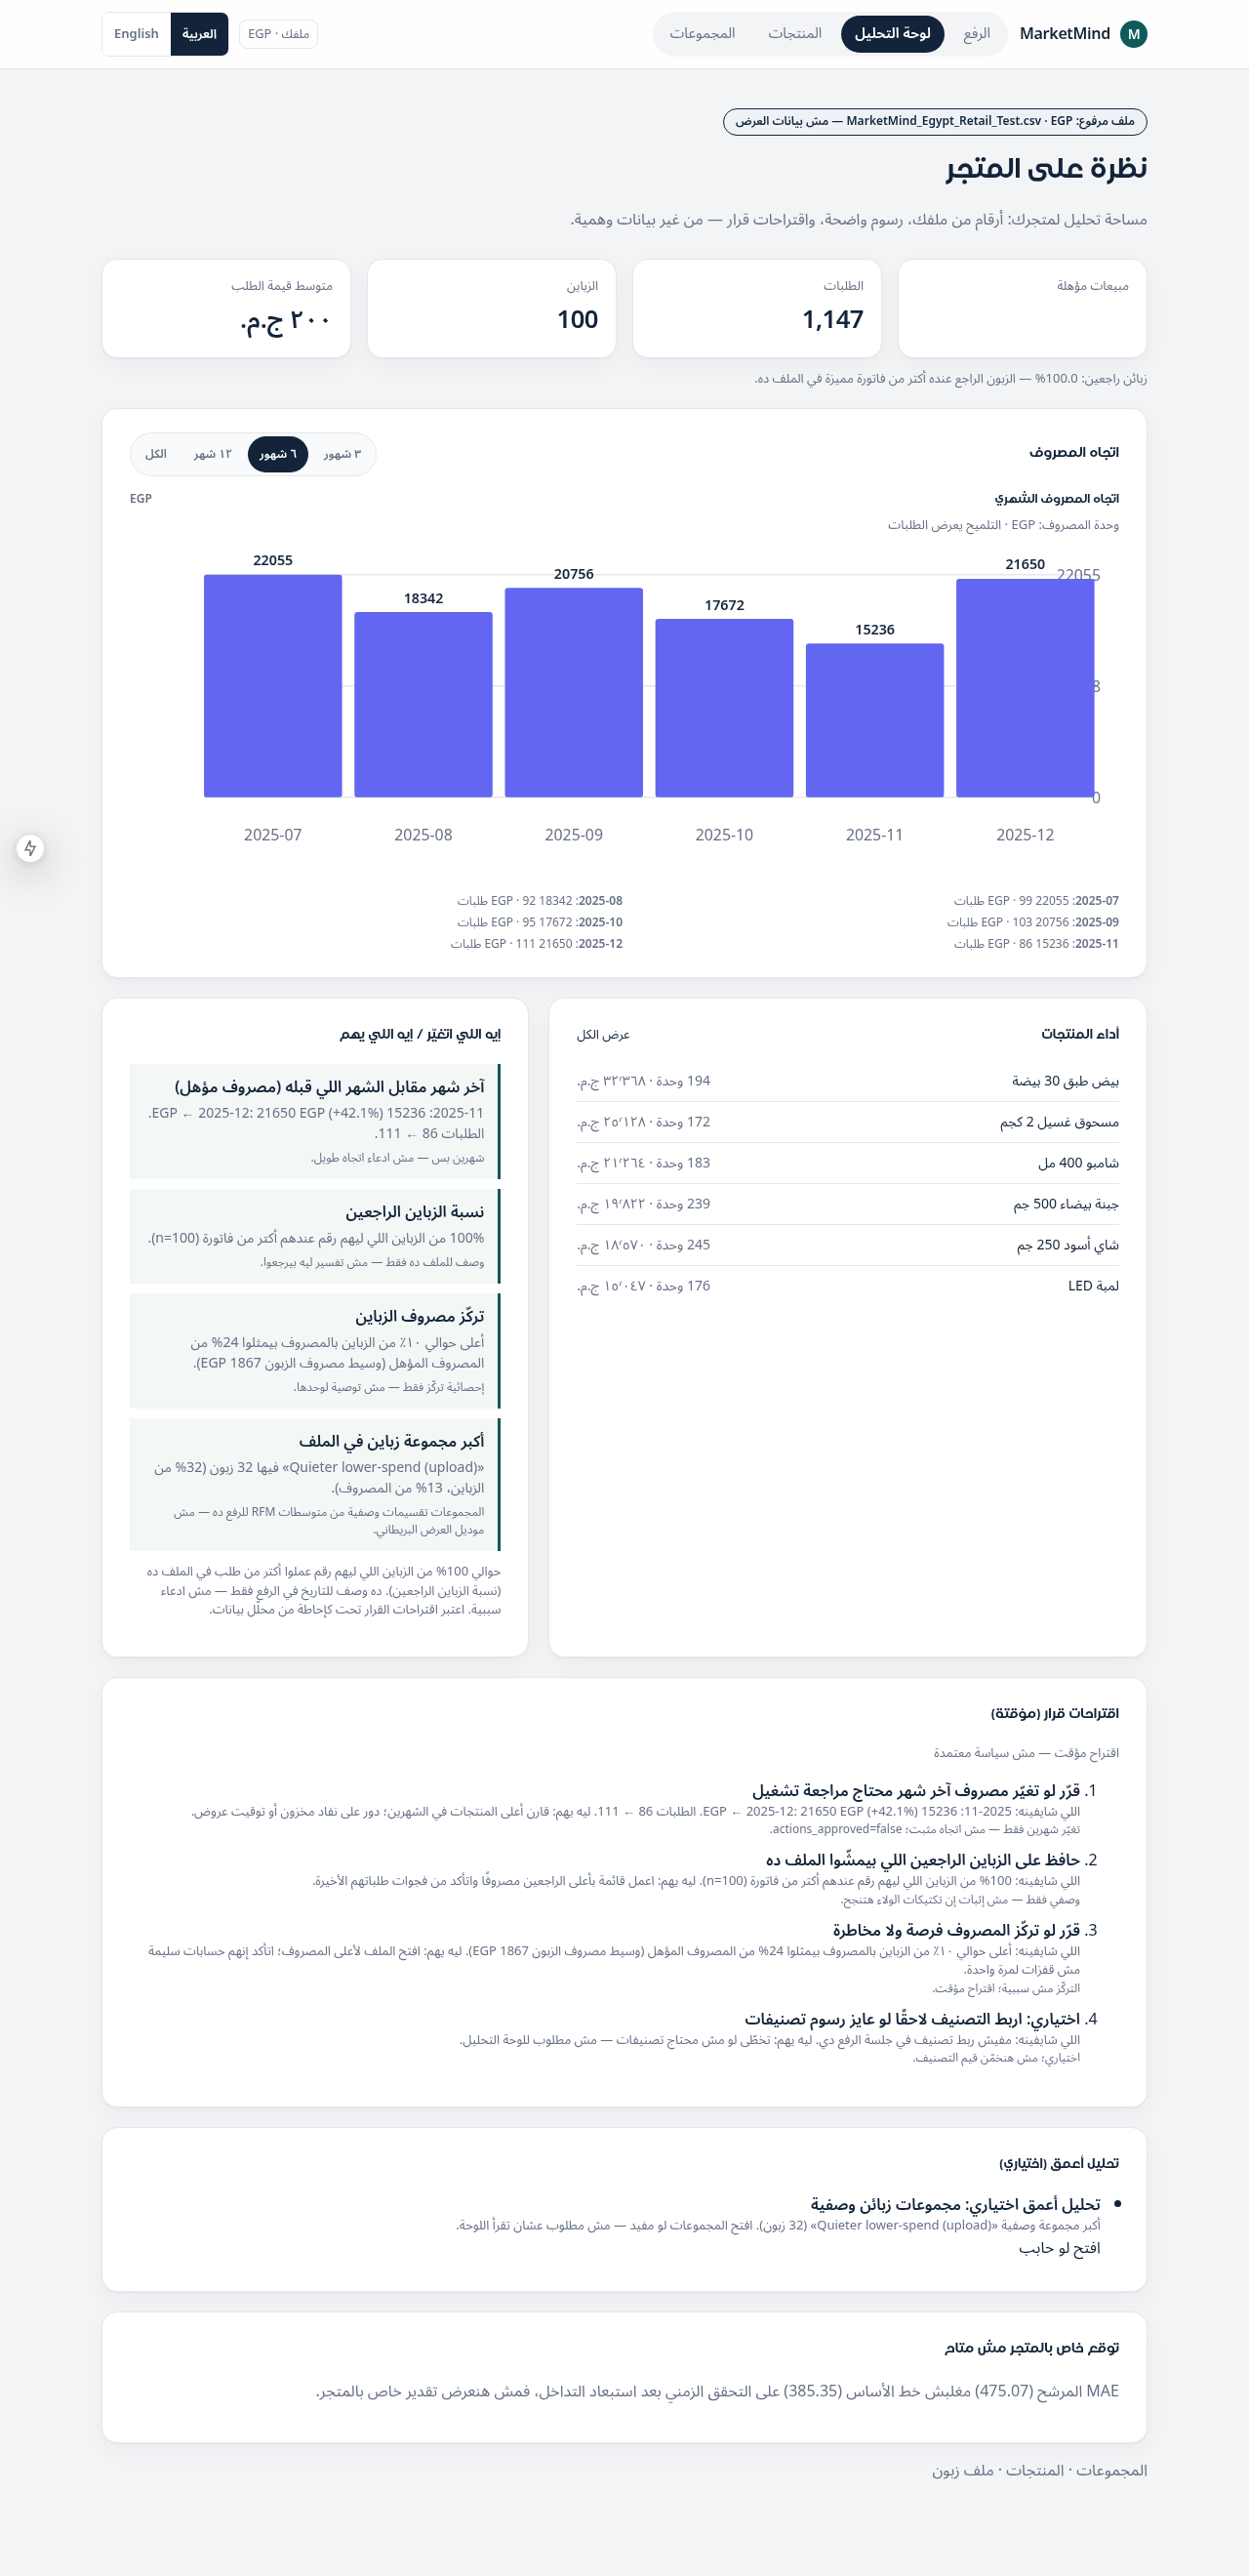 M MarketMind
الرفع
لوحة التحليل
المنتجات
المجموعات
ملفك · EGP
العربية
English
ملف مرفوع: MarketMind_Egypt_Retail_Test.csv · EGP — مش بيانات العرض
نظرة على المتجر
مساحة تحليل لمتجرك: أرقام من ملفك، رسوم واضحة، واقتراحات قرار — من غير بيانات وهمية.
مبيعات مؤهلة
الطلبات
1,147
الزباين
100
متوسط قيمة الطلب
٢٠٠ ج.م.
زبائن راجعين: 100.0% — الزبون الراجع عنده أكتر من فاتورة مميزة في الملف ده.
اتجاه المصروف
٣ شهور
٦ شهور
١٢ شهر
الكل
اتجاه المصروف الشهري
EGP
وحدة المصروف: EGP · التلميح يعرض الطلبات
22055
18342
20756
17672
15236
21650
22055
8
0
2025-07
2025-08
2025-09
2025-10
2025-11
2025-12
2025-07: 22055 EGP · 99 طلبات
2025-08: 18342 EGP · 92 طلبات
2025-09: 20756 EGP · 103 طلبات
2025-10: 17672 EGP · 95 طلبات
2025-11: 15236 EGP · 86 طلبات
2025-12: 21650 EGP · 111 طلبات
أداء المنتجات
عرض الكل
بيض طبق 30 بيضة
194 وحدة · ٣٢٬٣٦٨ ج.م.
مسحوق غسيل 2 كجم
172 وحدة · ٢٥٬١٢٨ ج.م.
شامبو 400 مل
183 وحدة · ٢١٬٢٦٤ ج.م.
جبنة بيضاء 500 جم
239 وحدة · ١٩٬٨٢٢ ج.م.
شاي أسود 250 جم
245 وحدة · ١٨٬٥٧٠ ج.م.
لمبة LED
176 وحدة · ١٥٬٠٤٧ ج.م.
إيه اللي اتغيّر / إيه اللي يهم
آخر شهر مقابل الشهر اللي قبله (مصروف مؤهل)
2025-11: 15236 EGP ← 2025-12: 21650 EGP (+42.1%).
الطلبات 86 ← 111.
شهرين بس — مش ادعاء اتجاه طويل.
نسبة الزباين الراجعين
100% من الزباين اللي ليهم رقم عندهم أكتر من فاتورة (n=100).
وصف للملف ده فقط — مش تفسير ليه بيرجعوا.
تركّز مصروف الزباين
أعلى حوالي ١٠٪ من الزباين بالمصروف بيمثلوا 24% من
المصروف المؤهل (وسيط مصروف الزبون 1867 EGP).
إحصائية تركّز فقط — مش توصية لوحدها.
أكبر مجموعة زباين في الملف
«Quieter lower-spend (upload)» فيها 32 زبون (32% من
الزباين، 13% من المصروف).
المجموعات تقسيمات وصفية من متوسطات RFM للرفع ده — مش
موديل العرض البريطاني.
حوالي 100% من الزباين اللي ليهم رقم عملوا أكتر من طلب في الملف ده
(نسبة الزباين الراجعين). ده وصف للتاريخ في الرفع فقط — مش ادعاء
سببية. اعتبر اقتراحات القرار تحت كإحاطة من محلّل بيانات.
اقتراحات قرار (مؤقتة)
اقتراح مؤقت — مش سياسة معتمدة
1. قرّر لو تغيّر مصروف آخر شهر محتاج مراجعة تشغيل
اللي شايفينه: 2025-11: 15236 EGP ← 2025-12: 21650 EGP (+42.1%). الطلبات 86 ← 111. ليه يهم: قارن أعلى المنتجات في الشهرين؛ دور على نفاد مخزون أو توقيت عروض.
تغيّر شهرين فقط — مش اتجاه مثبت؛ actions_approved=false.
2. حافظ على الزباين الراجعين اللي بيمشّوا الملف ده
اللي شايفينه: 100% من الزباين اللي ليهم رقم عندهم أكتر من فاتورة (n=100). ليه يهم: اعمل قائمة بأعلى الراجعين مصروفًا واتأكد من فجوات طلباتهم الأخيرة.
وصفي فقط — مش إثبات إن تكتيكات الولاء هتنجح.
3. قرّر لو تركّز المصروف فرصة ولا مخاطرة
اللي شايفينه: أعلى حوالي ١٠٪ من الزباين بالمصروف بيمثلوا 24% من المصروف المؤهل (وسيط مصروف الزبون 1867 EGP). ليه يهم: افتح الملف لأعلى المصروف؛ اتأكد إنهم حسابات سليمة
مش قفزات لمرة واحدة.
التركّز مش سببية؛ اقتراح مؤقت.
4. اختياري: اربط التصنيف لاحقًا لو عايز رسوم تصنيفات
اللي شايفينه: مفيش ربط تصنيف في جلسة الرفع دي. ليه يهم: تخطّى لو مش محتاج تصنيفات — مش مطلوب للوحة التحليل.
اختياري؛ مش هنخمّن قيم التصنيف.
تحليل أعمق (اختياري)
تحليل أعمق اختياري: مجموعات زبائن وصفية
أكبر مجموعة وصفية «Quieter lower-spend (upload)» (32 زبون). افتح المجموعات لو مفيد — مش مطلوب عشان تقرأ اللوحة.
افتح لو حابب
توقع خاص بالمتجر مش متاح
MAE المرشح (475.07) مغلبش خط الأساس (385.35) على التحقق الزمني بعد استبعاد التداخل، فمش هنعرض تقدير خاص بالمتجر.
المجموعات · المنتجات · ملف زبون